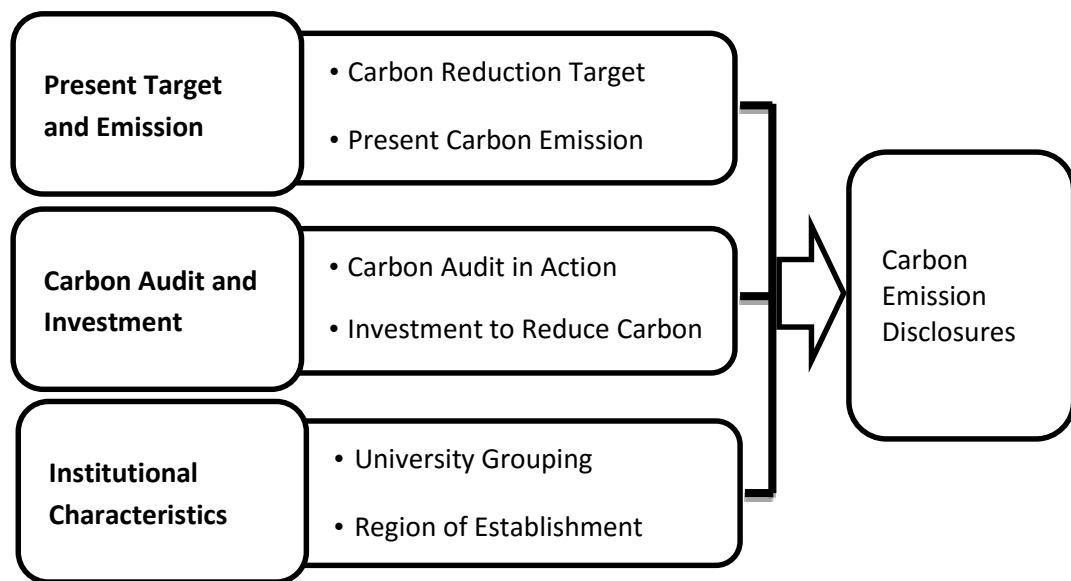 Present Target
and Emission
• Carbon Reduction Target
• Present Carbon Emission
Carbon Audit and
Investment
• Carbon Audit in Action
• Investment to Reduce Carbon
Institutional
Characteristics
• University Grouping
• Region of Establishment
Carbon
Emission
Disclosures